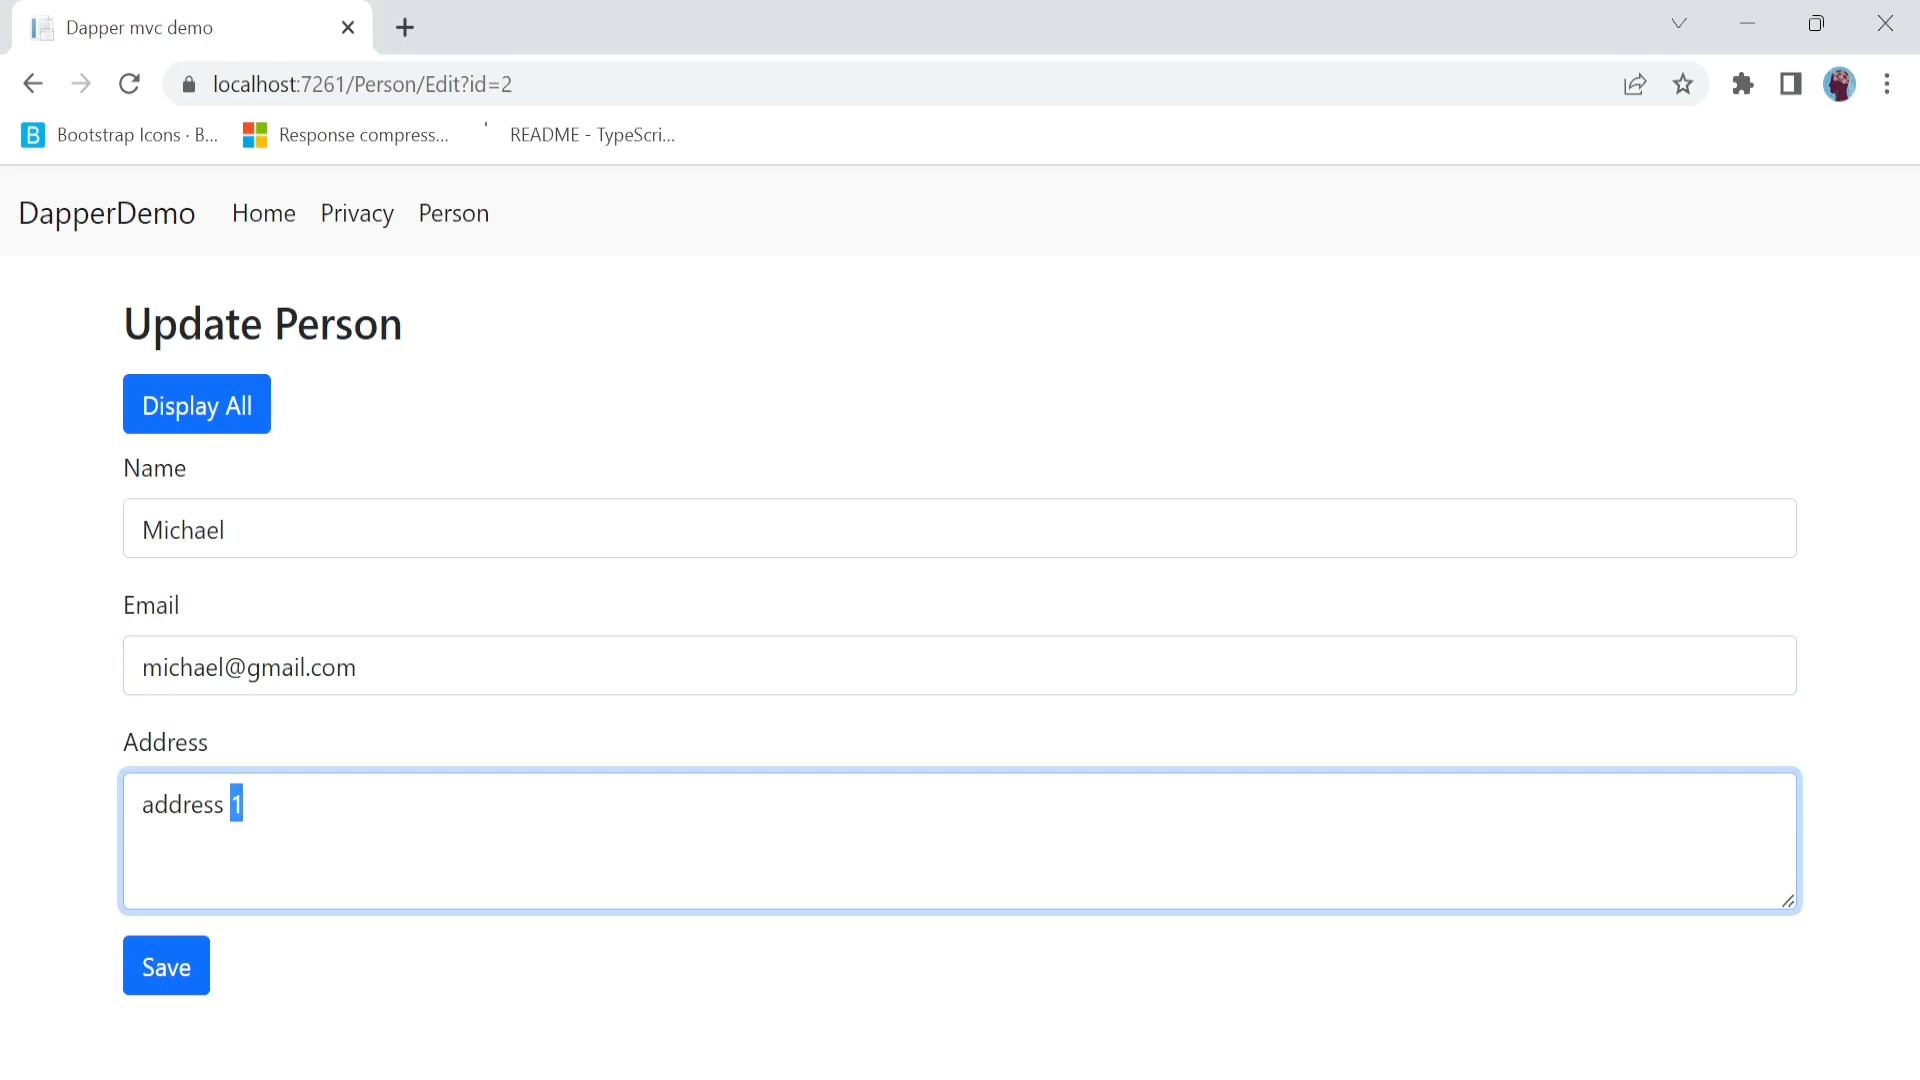 Dapper mvc demo
localhost:7261/Person/Edit?id=2
B Bootstrap Icons · B... Response compress... README - TypeScri...
DapperDemo Home Privacy Person
Update Person
Display All
Name
Michael
Email
michael@gmail.com
Address
address 1
Save